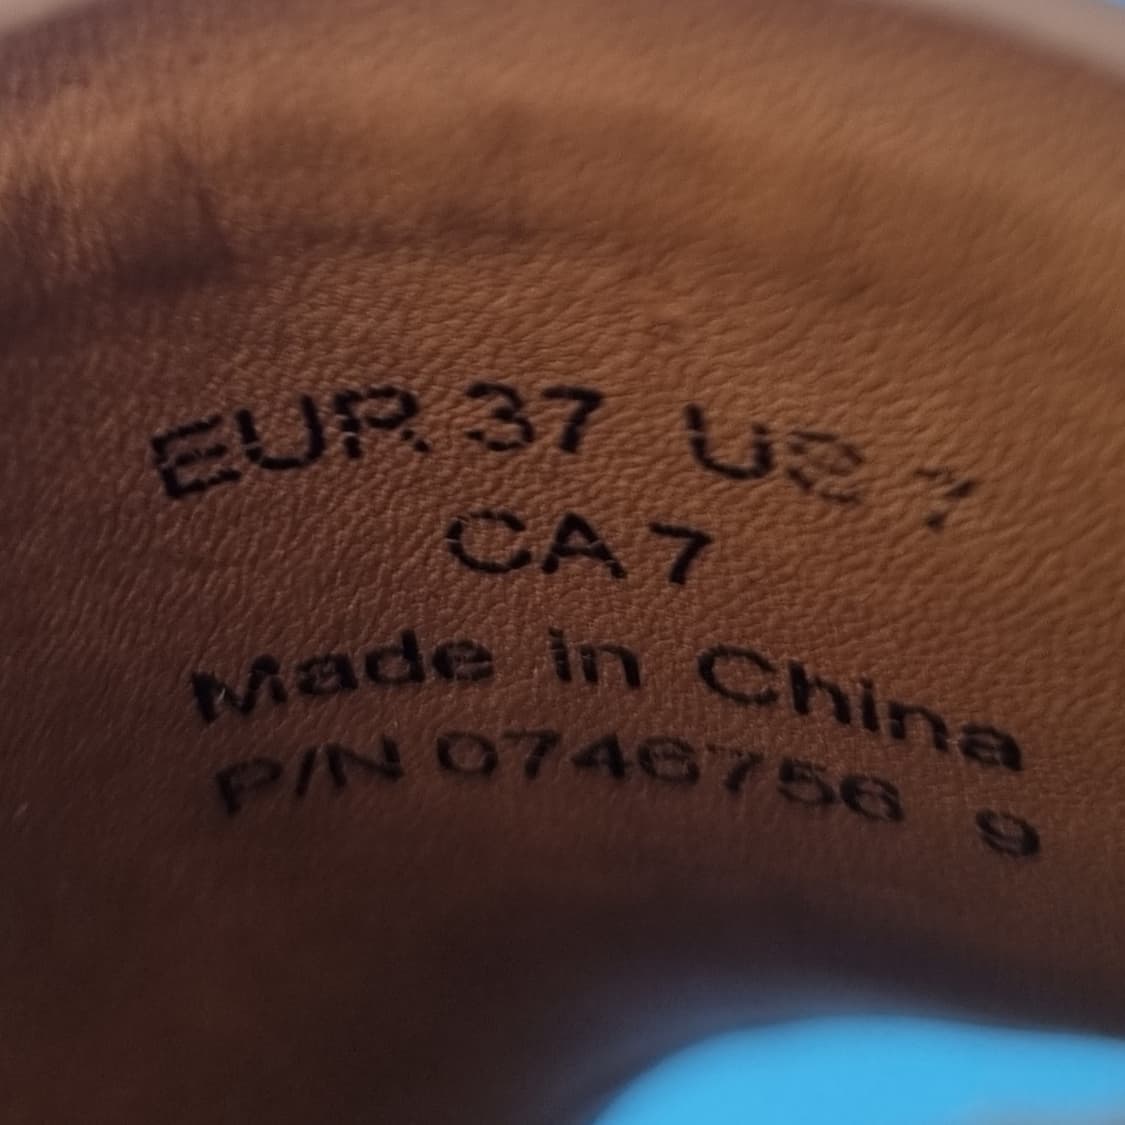 EUR 37 US 7
CA 7
Made in China
P/N 0746756 9